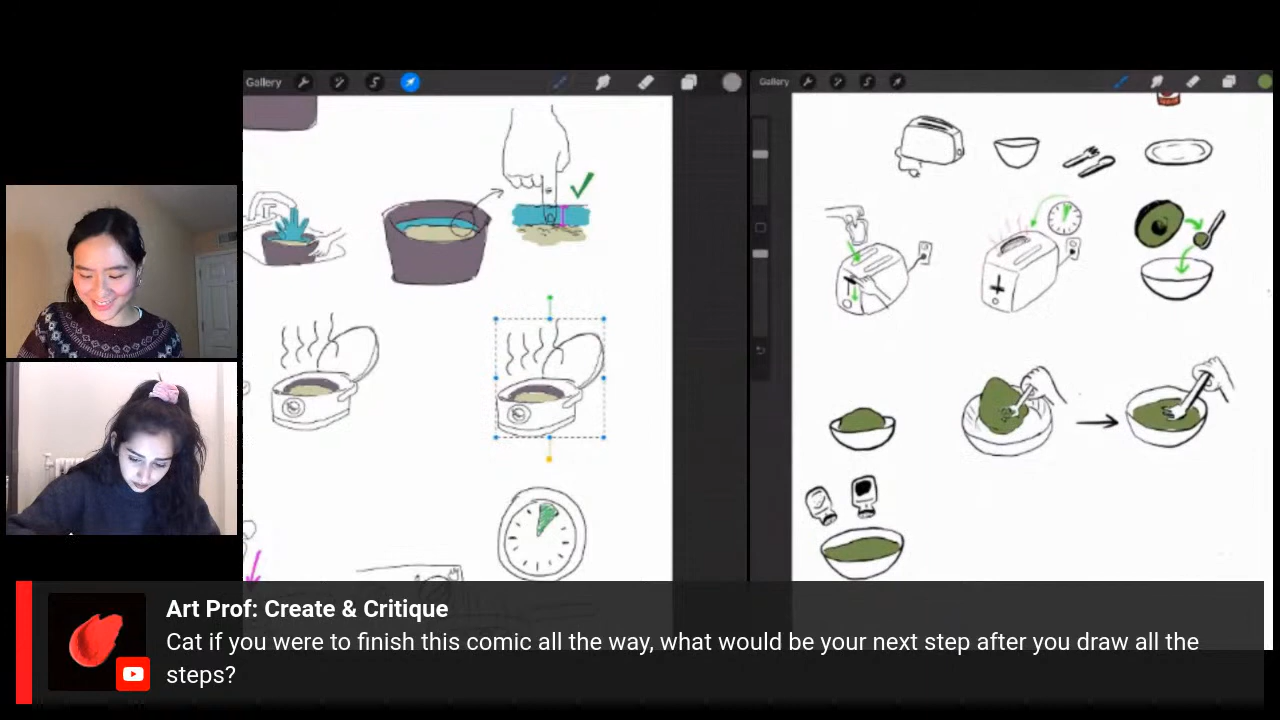 Gallery
Gallery
Art Prof: Create & Critique
Cat if you were to finish this comic all the way, what would be your next step after you draw all the
steps?